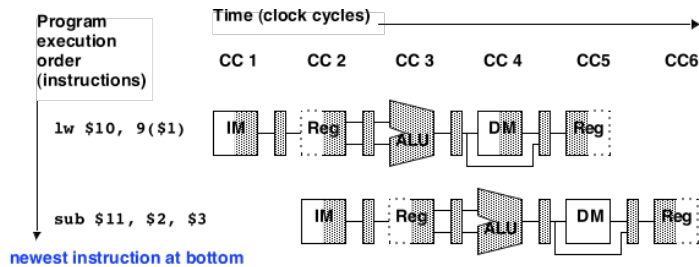 Program
execution
order
(instructions)
Time (clock cycles)
CC 1 CC 2 CC 3 CC 4 CC5 CC6
lw $10, 9($1)
IM Reg ALU DM Reg
sub $11, $2, $3
IM Reg ALU DM Reg
newest instruction at bottom